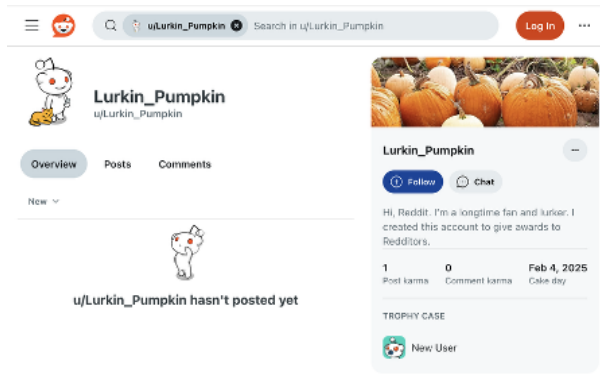 u/Lurkin_Pumpkin
Search in u/Lurkin_Pumpkin
Log In
Lurkin_Pumpkin
u/Lurkin_Pumpkin
Overview
Posts
Comments
New
u/Lurkin_Pumpkin hasn't posted yet
Lurkin_Pumpkin
Follow
Chat
Hi, Reddit. I'm a longtime fan and lurker. I
created this account to give awards to
Redditors.
1
Post karma
0
Comment karma
Feb 4, 2025
Cake day
TROPHY CASE
New User